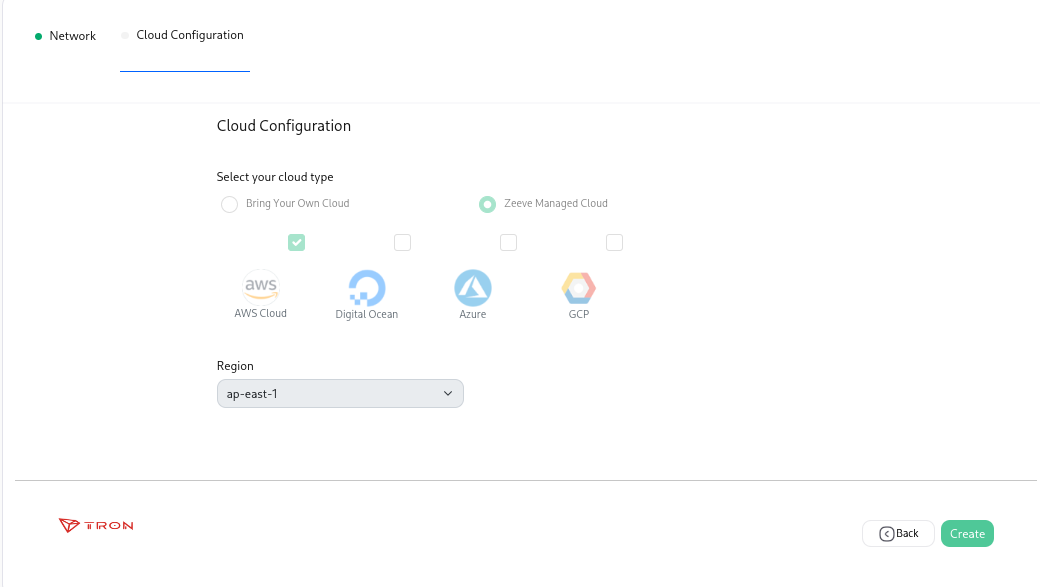 Network
Cloud Configuration
Cloud Configuration
Select your cloud type
Bring Your Own Cloud
Zeeve Managed Cloud
aws
AWS Cloud
Digital Ocean
Azure
GCP
Region
ap-east-1
TRON
Back
Create